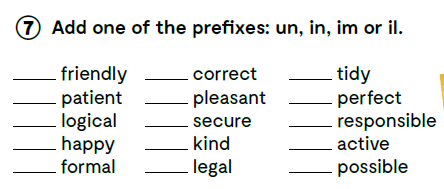 7 Add one of the prefixes: un, in, im or il.
____ friendly ____ correct ____ tidy
____ patient ____ pleasant ____ perfect
____ logical ____ secure ____ responsible
____ happy ____ kind ____ active
____ formal ____ legal ____ possible